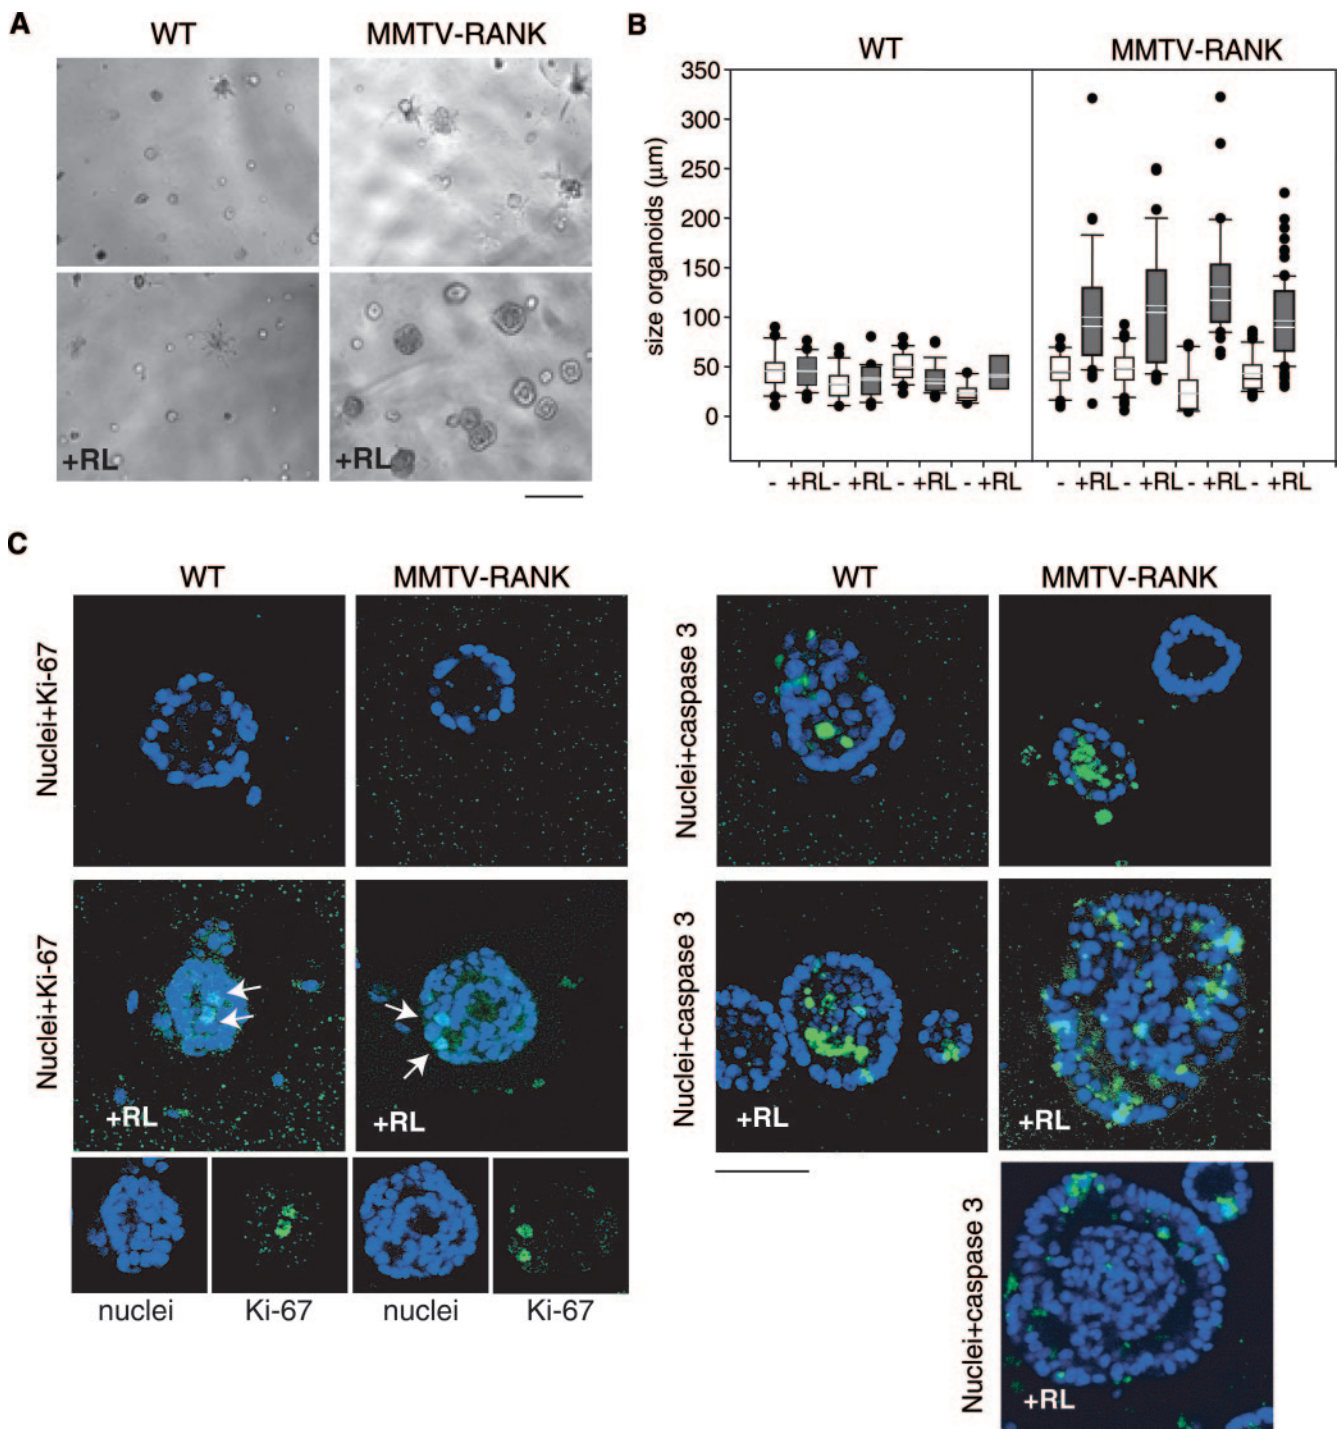 A
WT
MMTV-RANK
+RL
+RL
B
WT
MMTV-RANK
350
300
250
200
150
100
50
0
size organoids (µm)
- +RL - +RL - +RL - +RL
- +RL - +RL - +RL - +RL
C
WT
MMTV-RANK
WT
MMTV-RANK
Nuclei+Ki-67
Nuclei+caspase 3
Nuclei+Ki-67
+RL
+RL
Nuclei+caspase 3
+RL
+RL
nuclei
Ki-67
nuclei
Ki-67
Nuclei+caspase 3
+RL